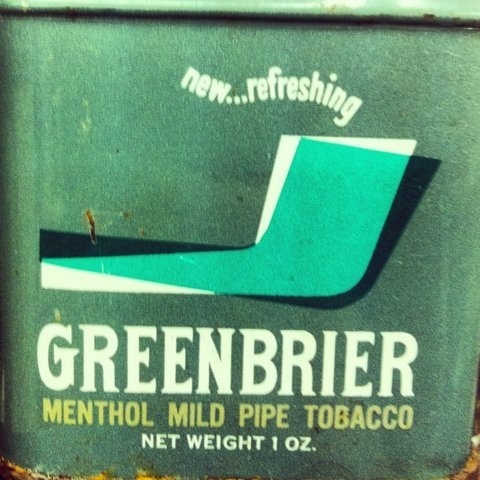 new...refreshing
GREENBRIER
MENTHOL MILD PIPE TOBACCO
NET WEIGHT 1 OZ.